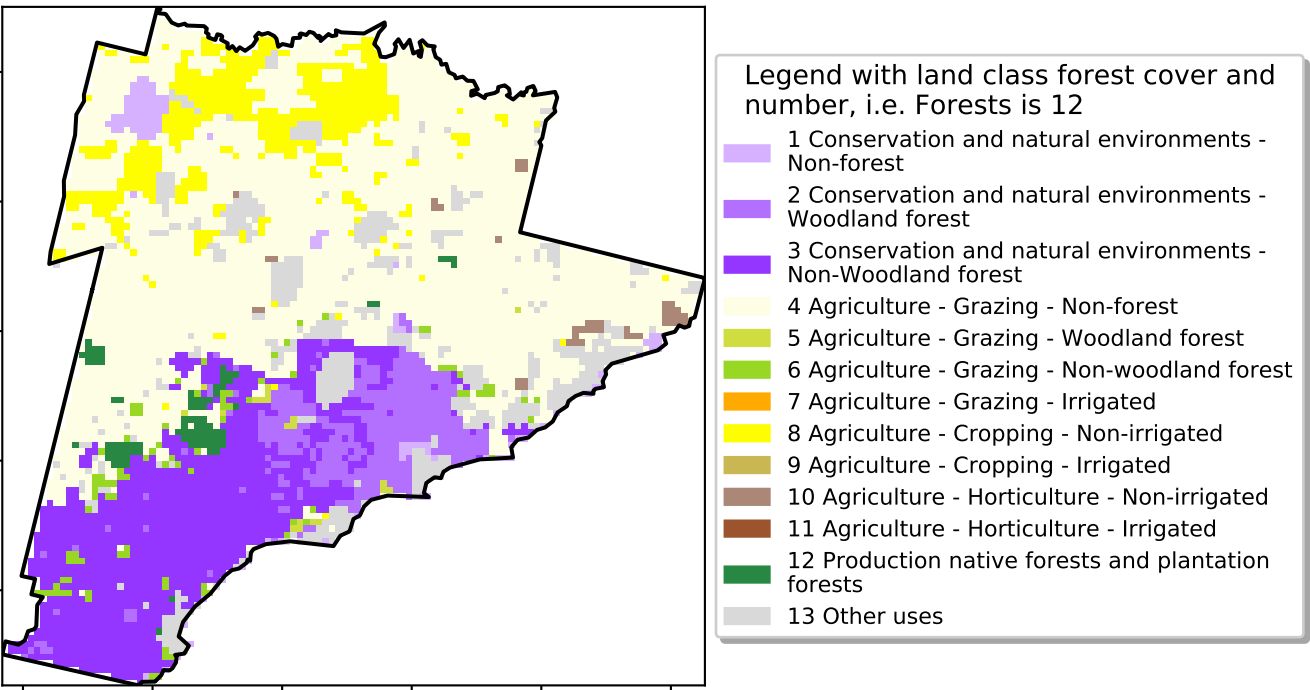 Legend with land class forest cover and
number, i.e. Forests is 12
1 Conservation and natural environments -
Non-forest
2 Conservation and natural environments -
Woodland forest
3 Conservation and natural environments -
Non-Woodland forest
4 Agriculture - Grazing - Non-forest
5 Agriculture - Grazing - Woodland forest
6 Agriculture - Grazing - Non-woodland forest
7 Agriculture - Grazing - Irrigated
8 Agriculture - Cropping - Non-irrigated
9 Agriculture - Cropping - Irrigated
10 Agriculture - Horticulture - Non-irrigated
11 Agriculture - Horticulture - Irrigated
12 Production native forests and plantation
forests
13 Other uses